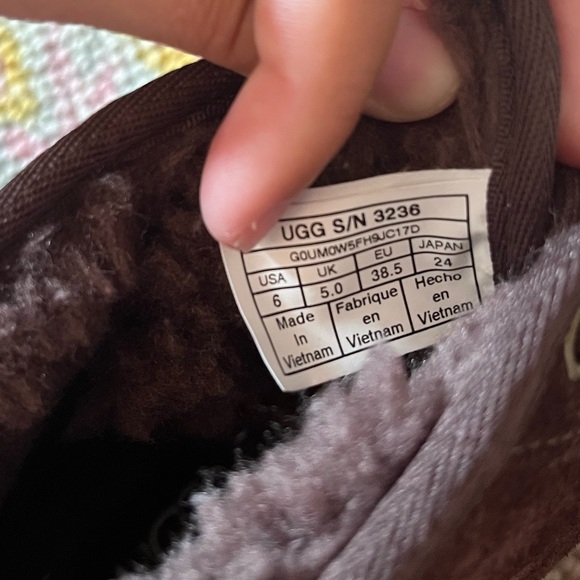 UGG S/N 3236
G0UM0W5FH9JC17D
USA UK EU JAPAN
6 5.0 38.5 24
Made In Vietnam
Fabrique en Vietnam
Hecho en Vietnam